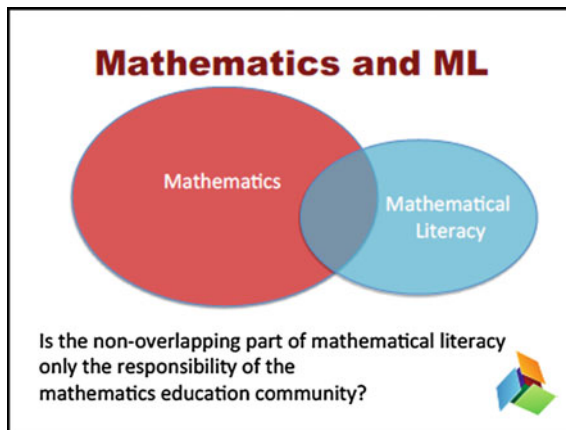 Mathematics and ML
Mathematics
Mathematical
Literacy
Is the non-overlapping part of mathematical literacy
only the responsibility of the
mathematics education community?